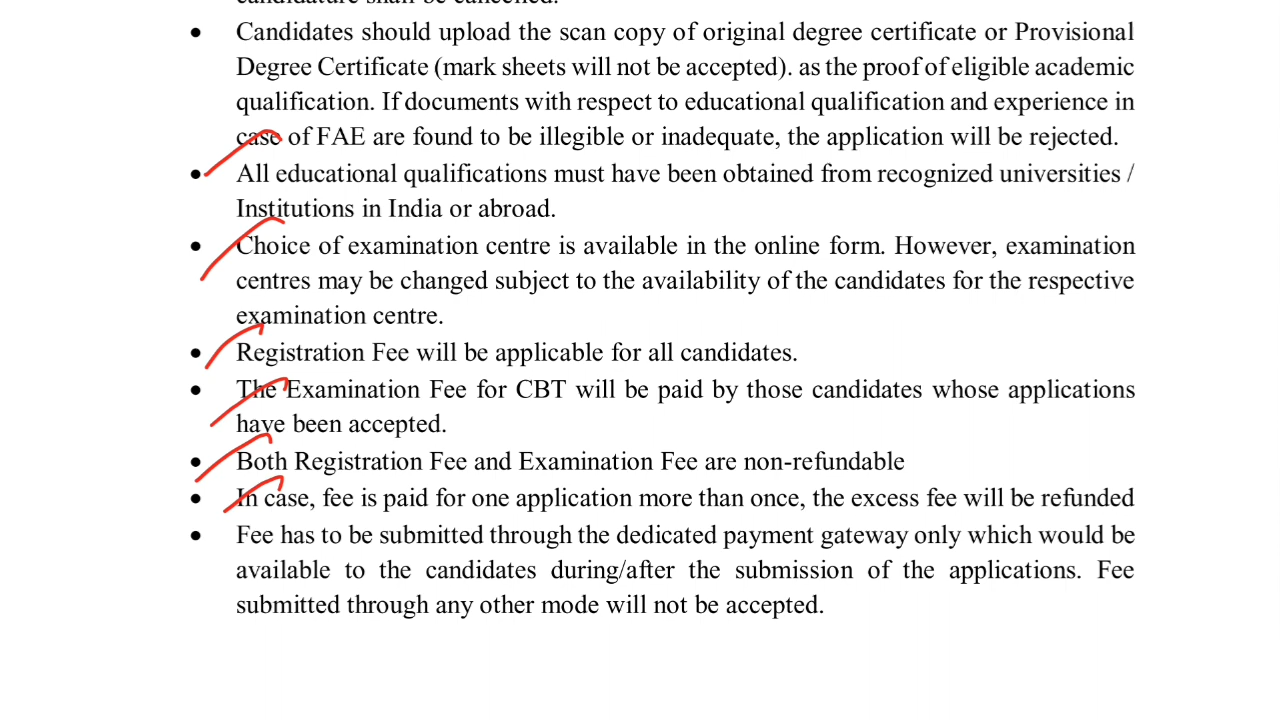 candidature shall be cancelled.
• Candidates should upload the scan copy of original degree certificate or Provisional
Degree Certificate (mark sheets will not be accepted). as the proof of eligible academic
qualification. If documents with respect to educational qualification and experience in
case of FAE are found to be illegible or inadequate, the application will be rejected.
• All educational qualifications must have been obtained from recognized universities /
Institutions in India or abroad.
• Choice of examination centre is available in the online form. However, examination
centres may be changed subject to the availability of the candidates for the respective
examination centre.
• Registration Fee will be applicable for all candidates.
• The Examination Fee for CBT will be paid by those candidates whose applications
have been accepted.
• Both Registration Fee and Examination Fee are non-refundable
• In case, fee is paid for one application more than once, the excess fee will be refunded
• Fee has to be submitted through the dedicated payment gateway only which would be
available to the candidates during/after the submission of the applications. Fee
submitted through any other mode will not be accepted.